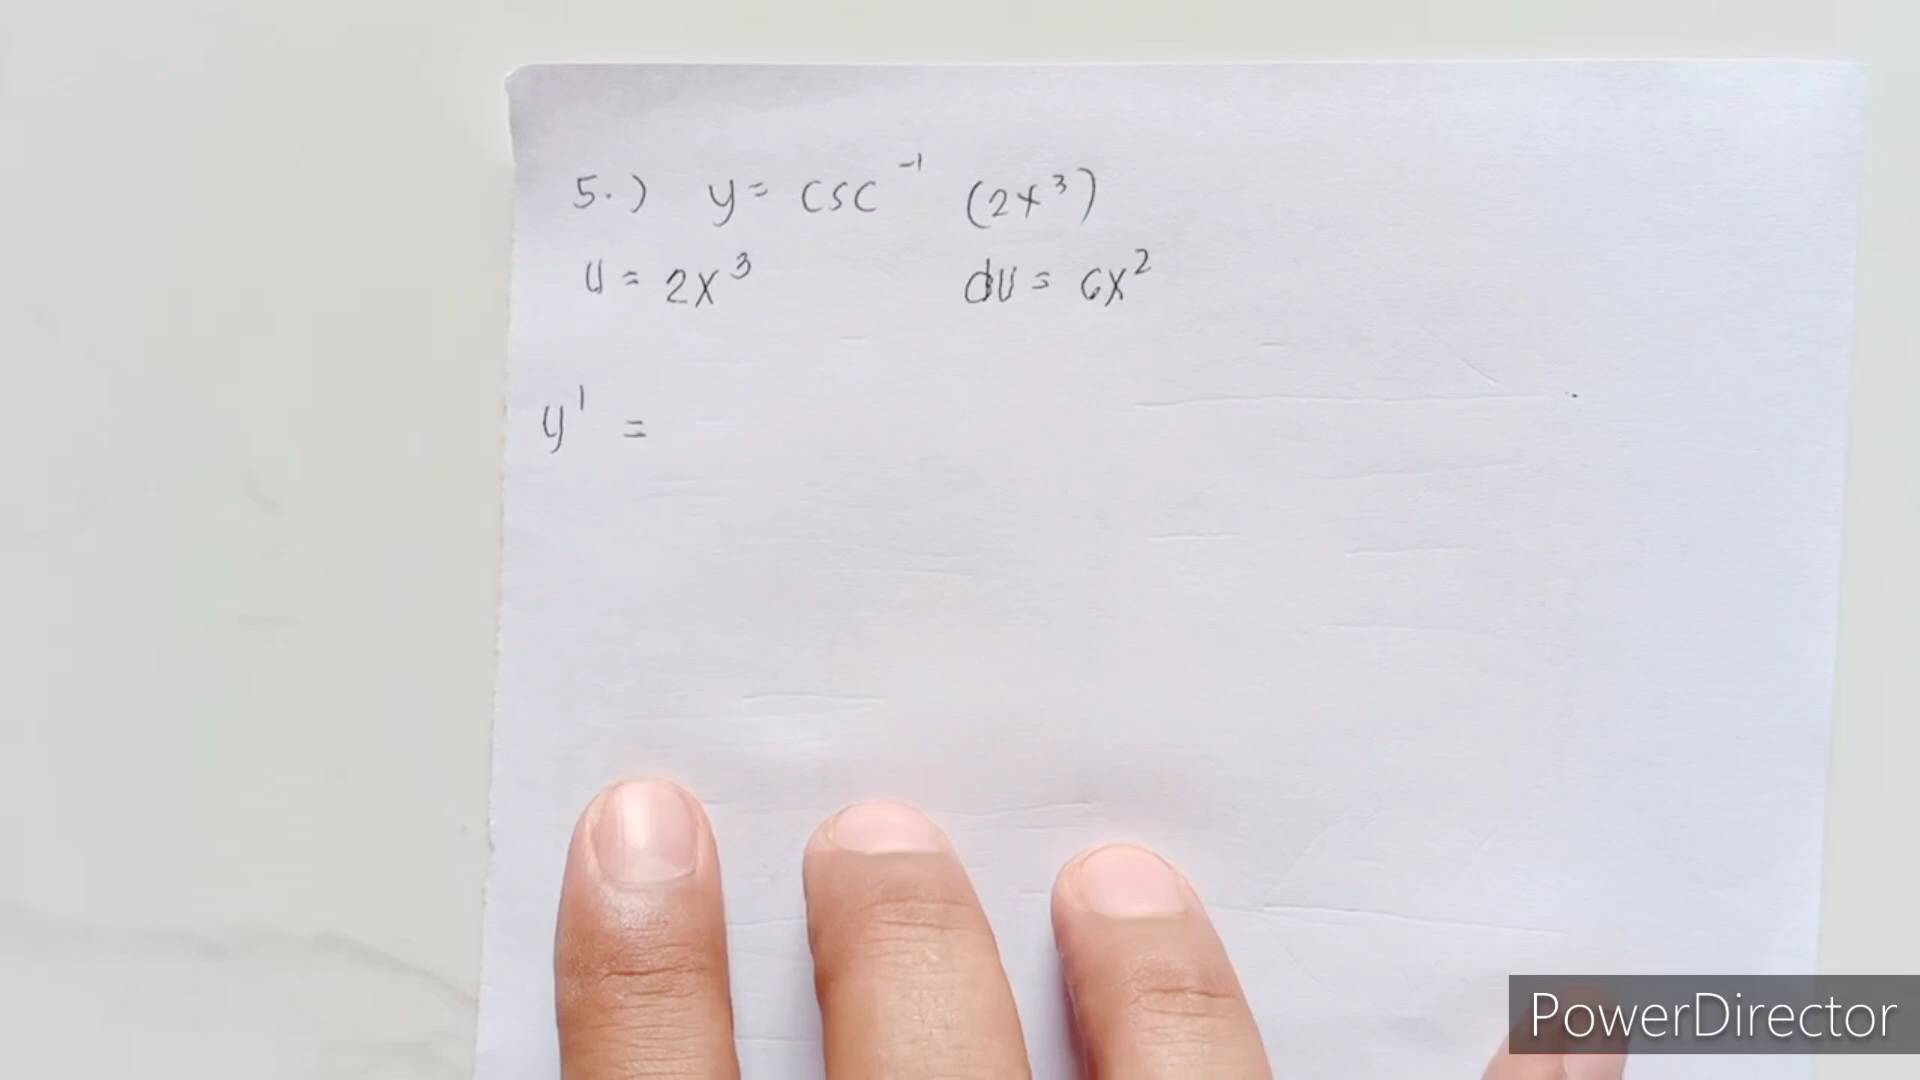 5.) y = csc⁻¹ (2x³)
u = 2x³ du = 6x²
y' =
PowerDirector